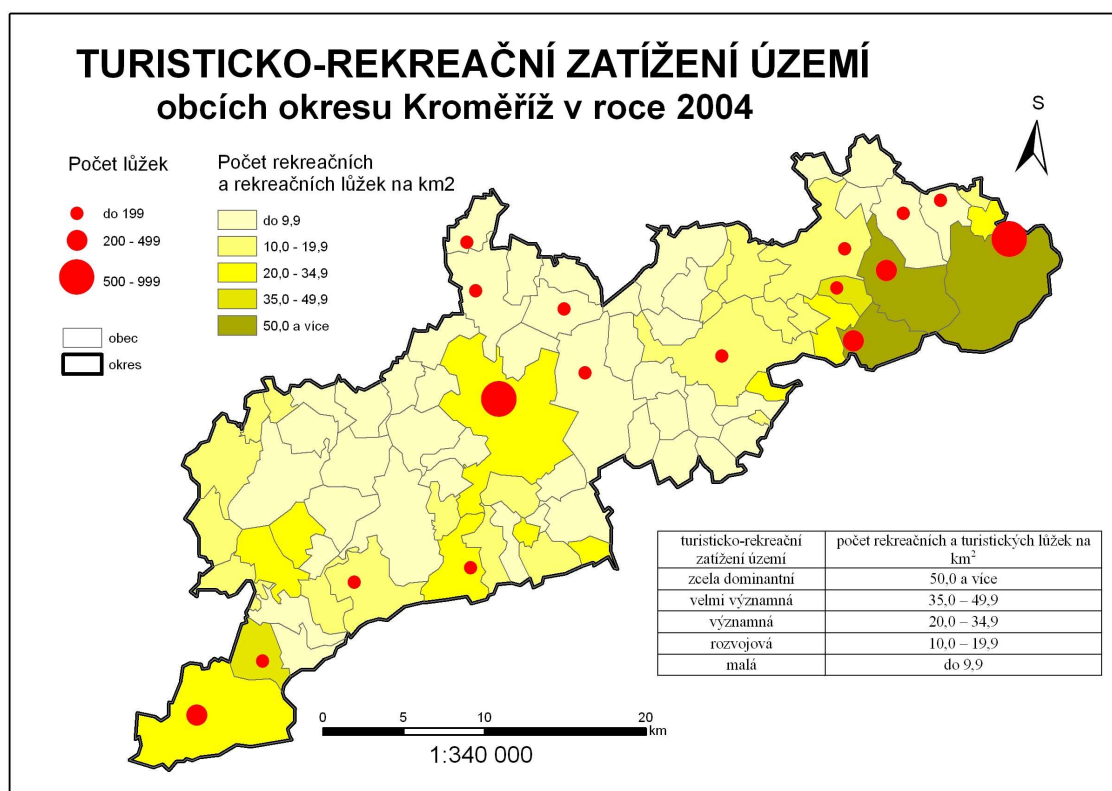 TURISTICKO-REKREAČNÍ ZATÍŽENÍ ÚZEMÍ
obcích okresu Kroměříž v roce 2004
S
Počet lůžek
do 199
200 - 499
500 - 999
obec
okres
Počet rekreačních
a rekreačních lůžek na km2
do 9,9
10,0 - 19,9
20,0 - 34,9
35,0 - 49,9
50,0 a více
turisticko-rekreační
zatížení území
počet rekreačních a turistických lůžek na
km²
zcela dominantní 50,0 a více
velmi významná 35,0 – 49,9
významná 20,0 – 34,9
rozvojová 10,0 – 19,9
malá do 9,9
0 5 10 20
km
1:340 000